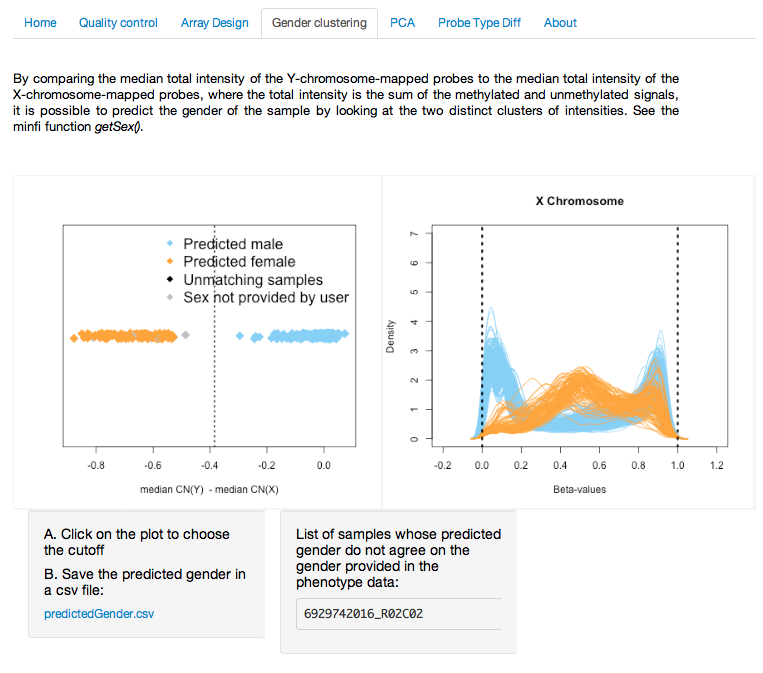 Home Quality control Array Design Gender clustering PCA Probe Type Diff About
By comparing the median total intensity of the Y-chromosome-mapped probes to the median total intensity of the
X-chromosome-mapped probes, where the total intensity is the sum of the methylated and unmethylated signals,
it is possible to predict the gender of the sample by looking at the two distinct clusters of intensities. See the
minfi function getSex().
Predicted male
Predicted female
Unmatching samples
Sex not provided by user
-0.8 -0.6 -0.4 -0.2 0.0
median CN(Y) - median CN(X)
X Chromosome
Density
7
6
5
4
3
2
1
0
-0.2 0.0 0.2 0.4 0.6 0.8 1.0 1.2
Beta-values
A. Click on the plot to choose
the cutoff
B. Save the predicted gender in
a csv file:
predictedGender.csv
List of samples whose predicted
gender do not agree on the
gender provided in the
phenotype data:
6929742016_R02C02